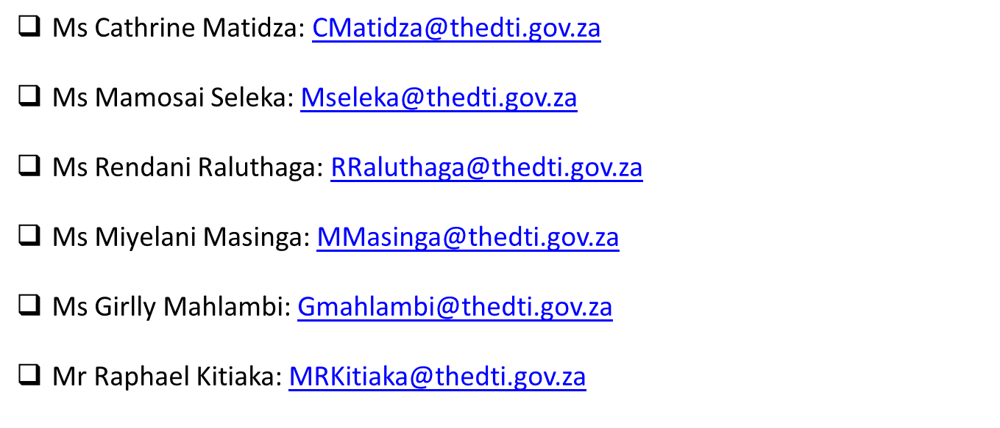 ❑ Ms Cathrine Matidza: CMatidza@thedti.gov.za
❑ Ms Mamosai Seleka: Mseleka@thedti.gov.za
❑ Ms Rendani Raluthaga: RRaluthaga@thedti.gov.za
❑ Ms Miyelani Masinga: MMasinga@thedti.gov.za
❑ Ms Girlly Mahlambi: Gmahlambi@thedti.gov.za
❑ Mr Raphael Kitiaka: MRKitiaka@thedti.gov.za